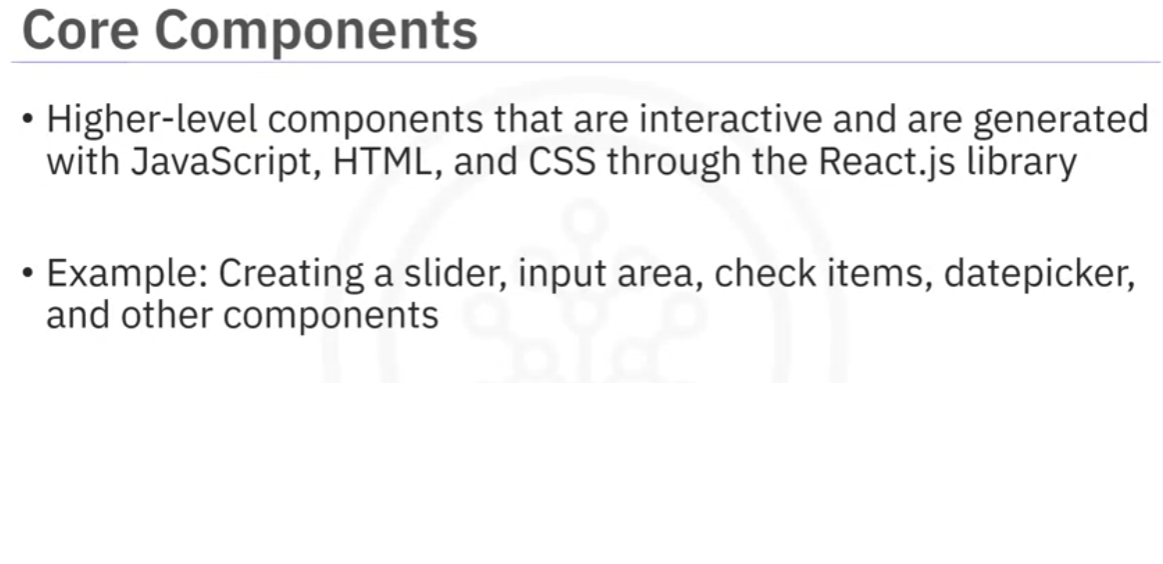 Core Components
• Higher-level components that are interactive and are generated
with JavaScript, HTML, and CSS through the React.js library
• Example: Creating a slider, input area, check items, datepicker,
and other components